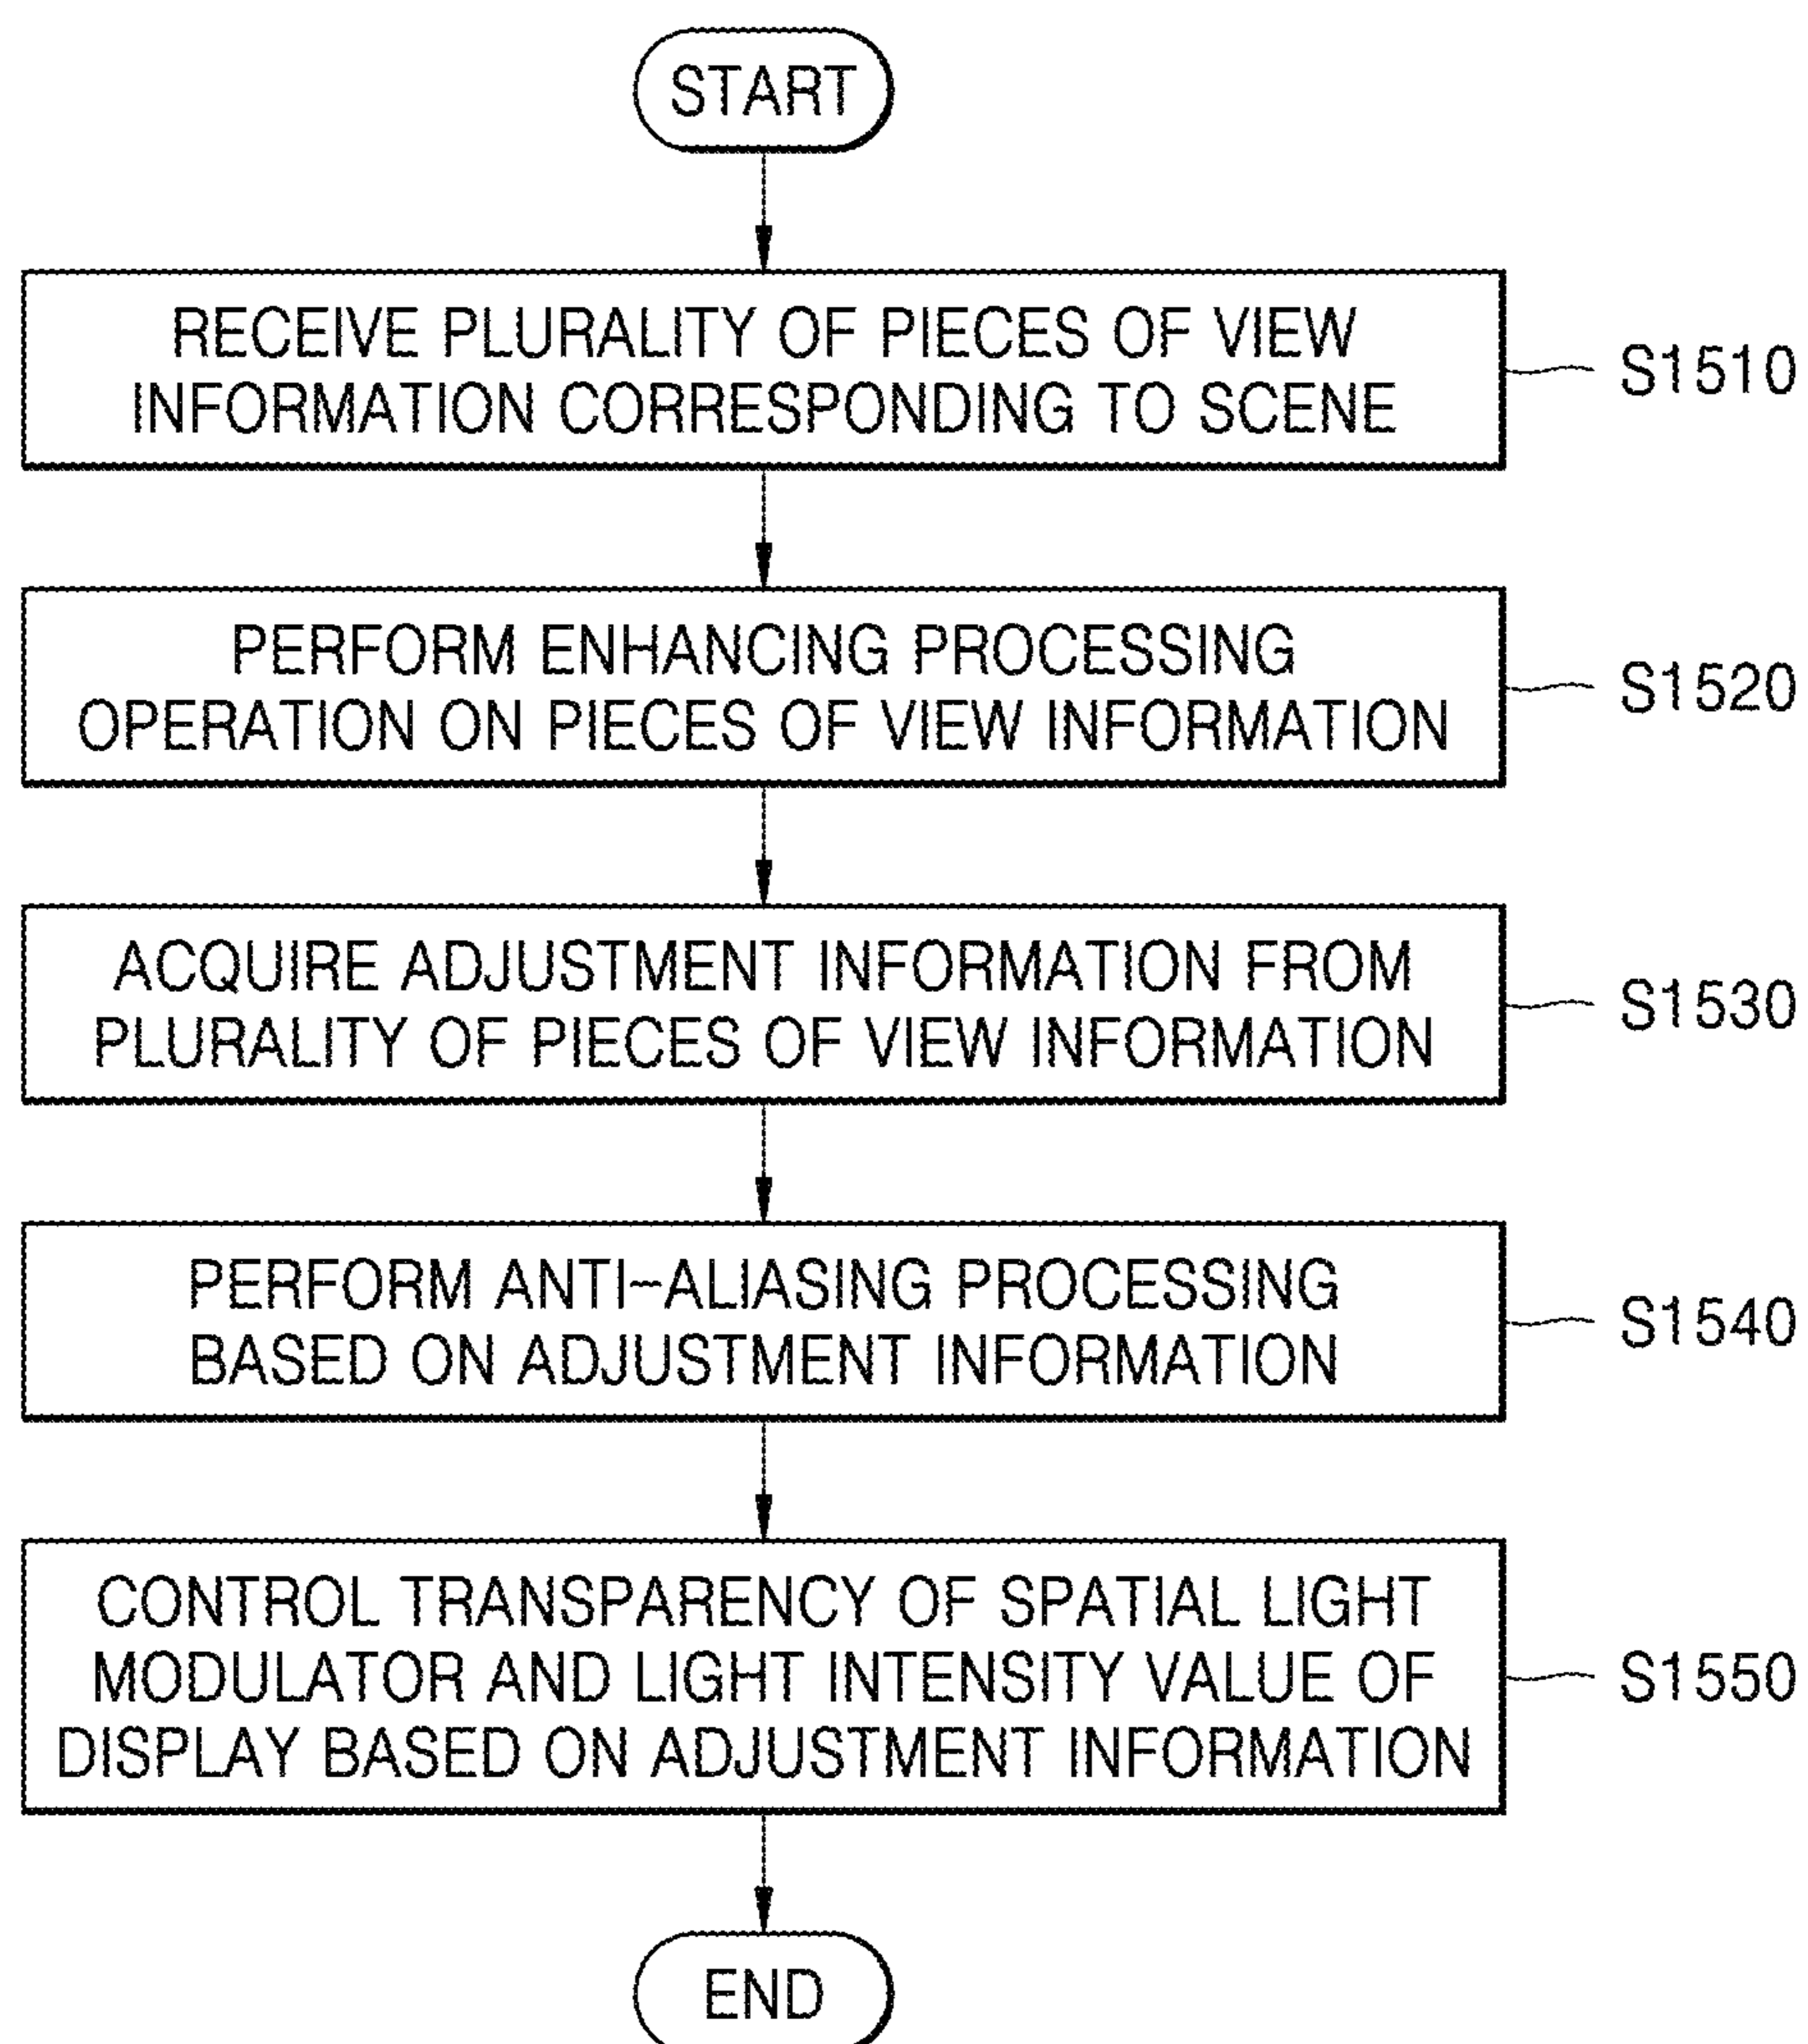 START
RECEIVE PLURALITY OF PIECES OF VIEW
INFORMATION CORRESPONDING TO SCENE
S1510
PERFORM ENHANCING PROCESSING
OPERATION ON PIECES OF VIEW INFORMATION
S1520
ACQUIRE ADJUSTMENT INFORMATION FROM
PLURALITY OF PIECES OF VIEW INFORMATION
S1530
PERFORM ANTI-ALIASING PROCESSING
BASED ON ADJUSTMENT INFORMATION
S1540
CONTROL TRANSPARENCY OF SPATIAL LIGHT
MODULATOR AND LIGHT INTENSITY VALUE OF
DISPLAY BASED ON ADJUSTMENT INFORMATION
S1550
END